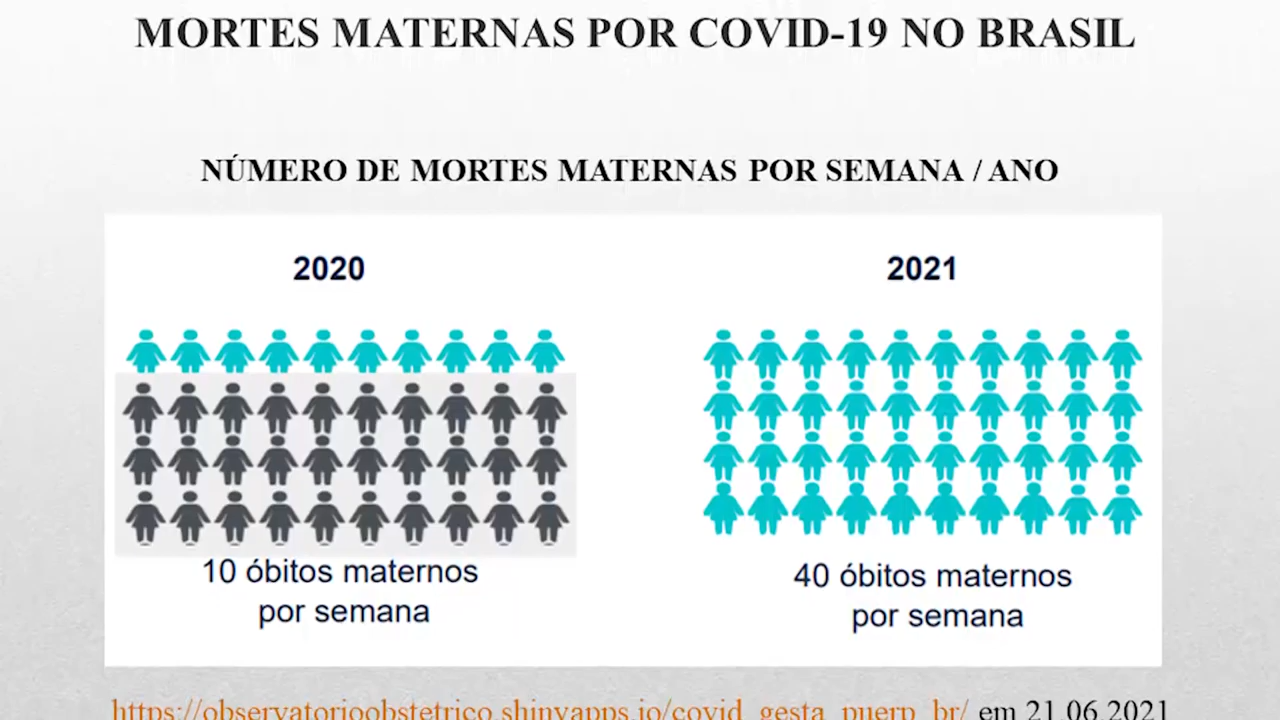 MORTES MATERNAS POR COVID-19 NO BRASIL
NÚMERO DE MORTES MATERNAS POR SEMANA / ANO
2020
10 óbitos maternos
por semana
2021
40 óbitos maternos
por semana
https://observatorioobstetrico.shinyapps.io/covid_gesta_puerp_br/ em 21.06.2021